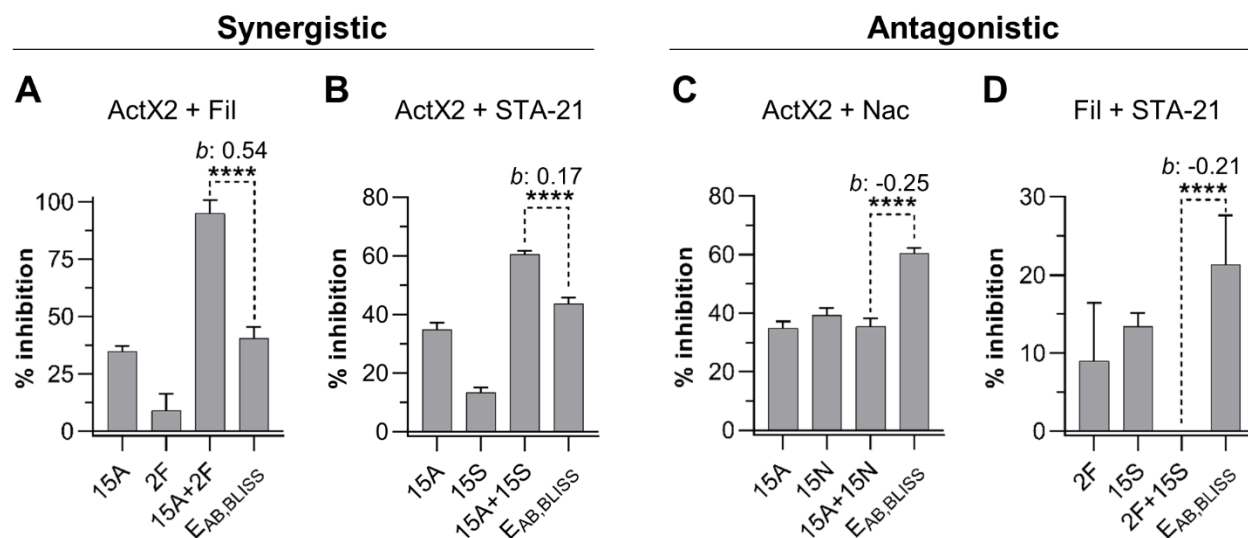 Synergistic
Antagonistic
A
ActX2 + Fil
b: 0.54
****
% inhibition
100
75
50
25
0
15A
2F
15A+2F
EAB,BLISS
B
ActX2 + STA-21
b: 0.17
****
% inhibition
80
60
40
20
0
15A
15S
15A+15S
EAB,BLISS
C
ActX2 + Nac
b: -0.25
****
% inhibition
80
60
40
20
0
15A
15N
15A+15N
EAB,BLISS
D
Fil + STA-21
b: -0.21
****
% inhibition
30
20
10
0
2F
15S
2F+15S
EAB,BLISS